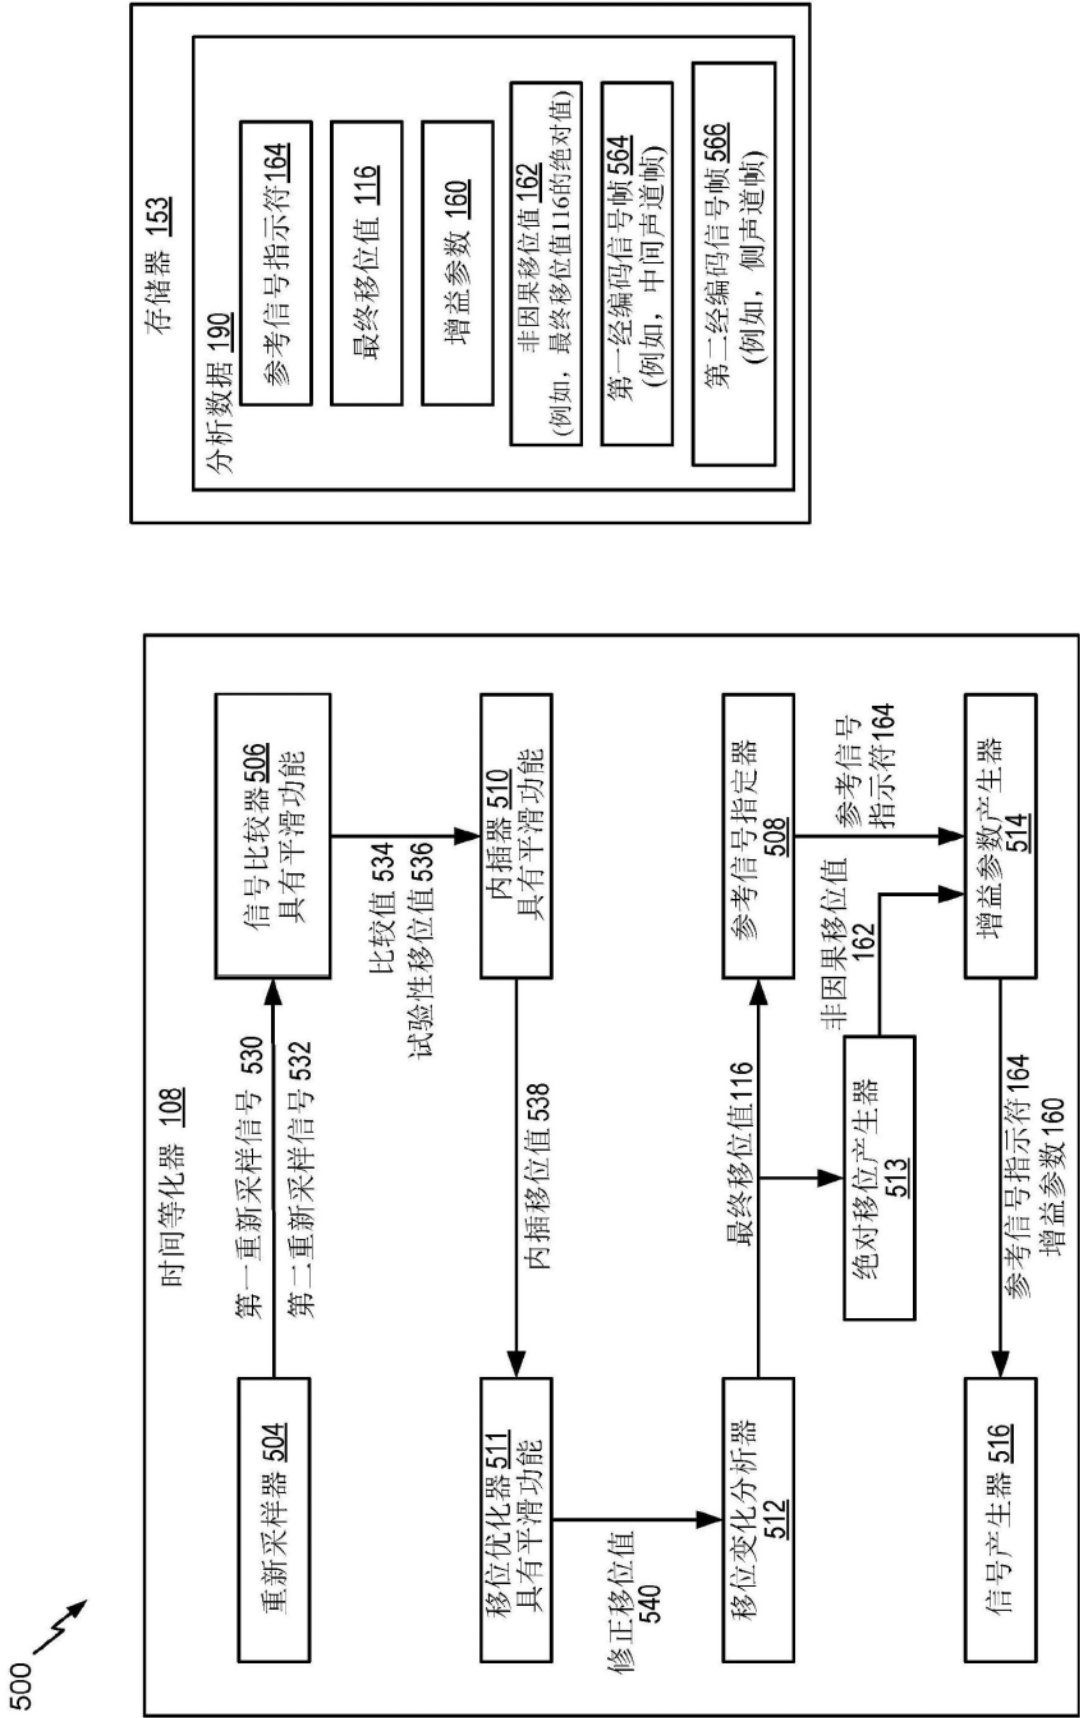 500
时间等化器 108
重新采样器 504
第一重新采样信号 530
第二重新采样信号532
信号比较器506
具有平滑功能
比较值 534
试验性移位值 536
内插器 510
具有平滑功能
内插移位值 538
移位优化器 511
具有平滑功能
修正移位值
540
移位变化分析器
512
最终移位值116
参考信号指定器
508
绝对移位产生器
513
非因果移位值
162
参考信号
指示符164
增益参数产生器
514
参考信号指示符164
增益参数160
信号产生器 516
存储器 153
分析数据 190
参考信号指示符164
最终移位值 116
增益参数 160
非因果移位值 162
(例如，最终移位值116的绝对值)
第一经编码信号帧 564
(例如，中间声道帧)
第二经编码信号帧 566
(例如，侧声道帧)